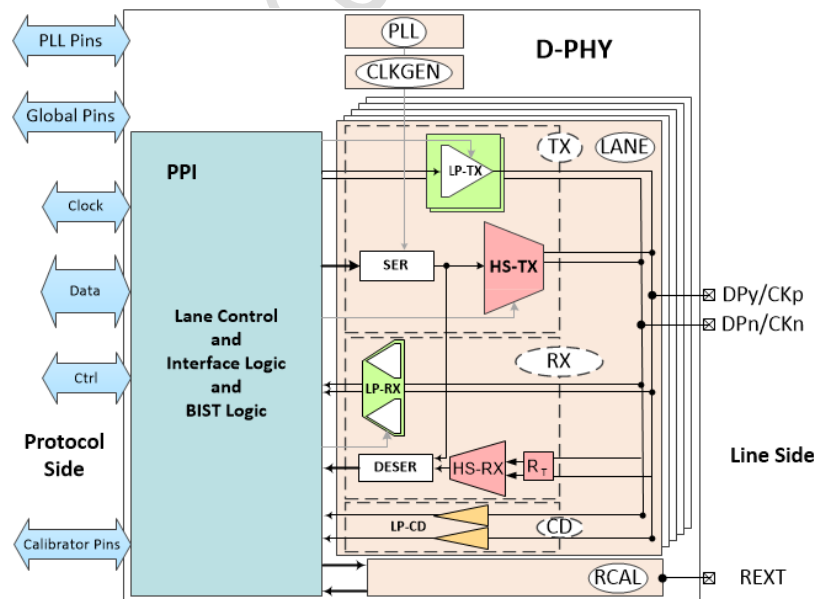 PLL Pins
PLL
D-PHY
CLKGEN
Global Pins
TX
LANE
PPI
LP-TX
Clock
SER
HS-TX
Data
DPy/CKp
DPn/CKn
Lane Control
and
Interface Logic
and
BIST Logic
RX
Ctrl
LP-RX
Protocol
Side
DESER
HS-RX
RT
Line Side
LP-CD
CD
Calibrator Pins
RCAL
REXT